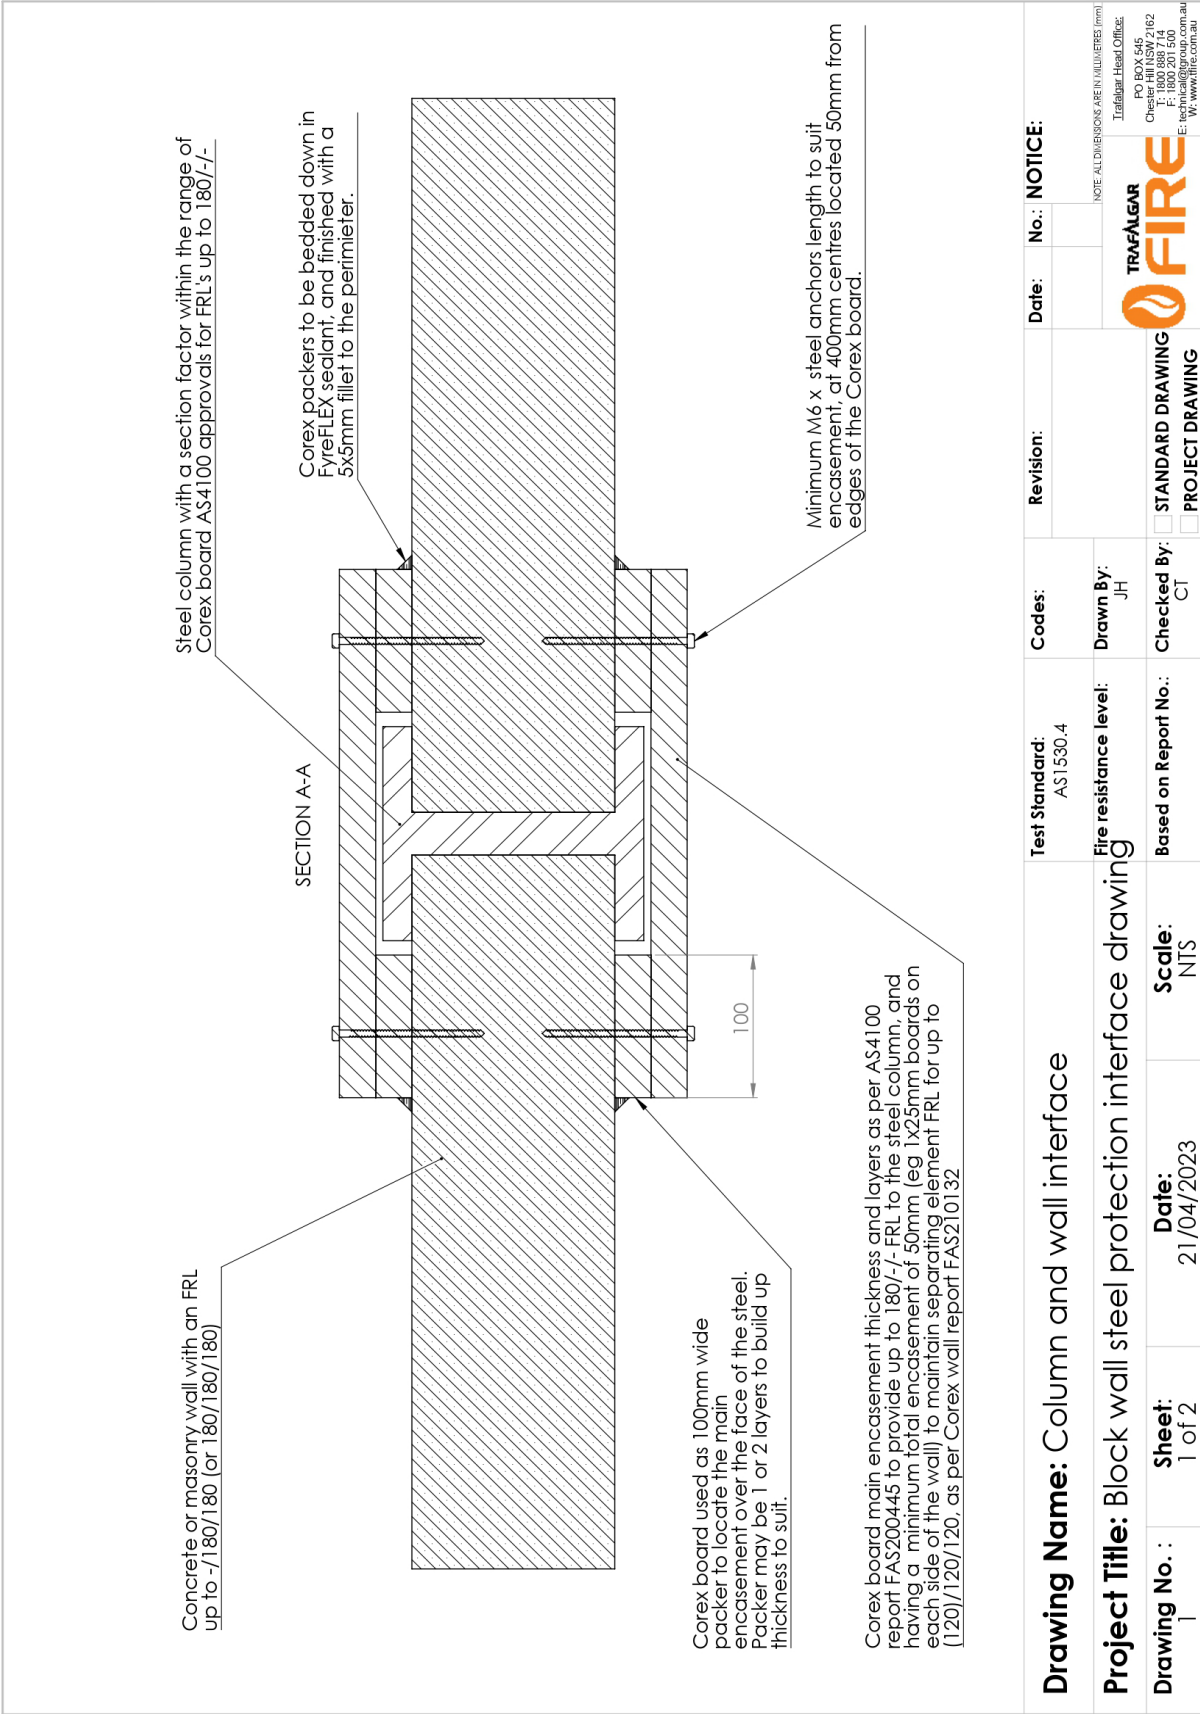 Steel column with a section factor within the range of
Corex board AS4100 approvals for FRL's up to 180/-/-
Concrete or masonry wall with an FRL
up to -/180/180 (or 180/180/180)
SECTION A-A
Corex packers to be bedded down in
FyreFLEX sealant, and finished with a
5x5mm fillet to the perimieter.
100
Corex board used as 100mm wide
packer to locate the main
encasement over the face of the steel.
Packer may be 1 or 2 layers to build up
thickness to suit.
Minimum M6 x steel anchors length to suit
encasement, at 400mm centres located 50mm from
edges of the Corex board.
Corex board main encasement thickness and layers as per AS4100
report FAS200445 to provide up to 180/-/- FRL to the steel column, and
having a minimum total encasement of 50mm (eg 1x25mm boards on
each side of the wall) to maintain separating element FRL for up to
(120)/120/120, as per Corex wall report FAS210132
Drawing Name: Column and wall interface
Project Title: Block wall steel protection interface drawing
Drawing No. :
1
Sheet:
1 of 2
Date:
21/04/2023
Scale:
NTS
Test Standard:
AS1530.4
Fire resistance level:
Based on Report No.:
Codes:
Drawn By:
JH
Checked By:
CT
Revision:
Date:
No.:
NOTICE:
STANDARD DRAWING
PROJECT DRAWING
NOTE: ALL DIMENSIONS ARE IN MILLIMETRES (mm)
TRAFALGAR
FIRE
Trafalgar Head Office:
PO BOX 545
Chester Hill NSW 2162
T: 1800 888 714
F: 1800 201 500
E: technical@tgroup.com.au
W: www.tfire.com.au